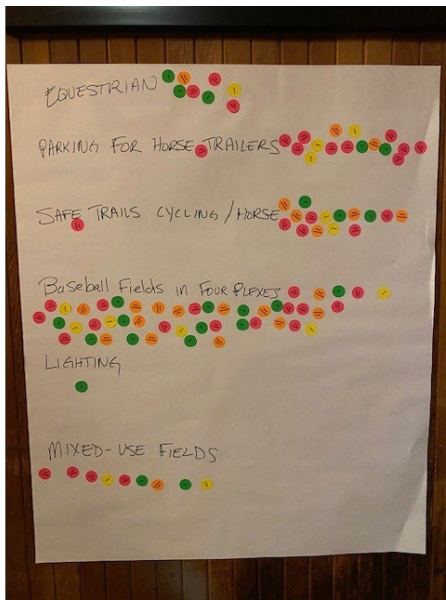 EQUESTRIAN
PARKING FOR HORSE TRAILERS
SAFE TRAILS CYCLING/HORSE
Baseball Fields in FOUR PLEXES
LIGHTING
MIXED-USE FIELDS